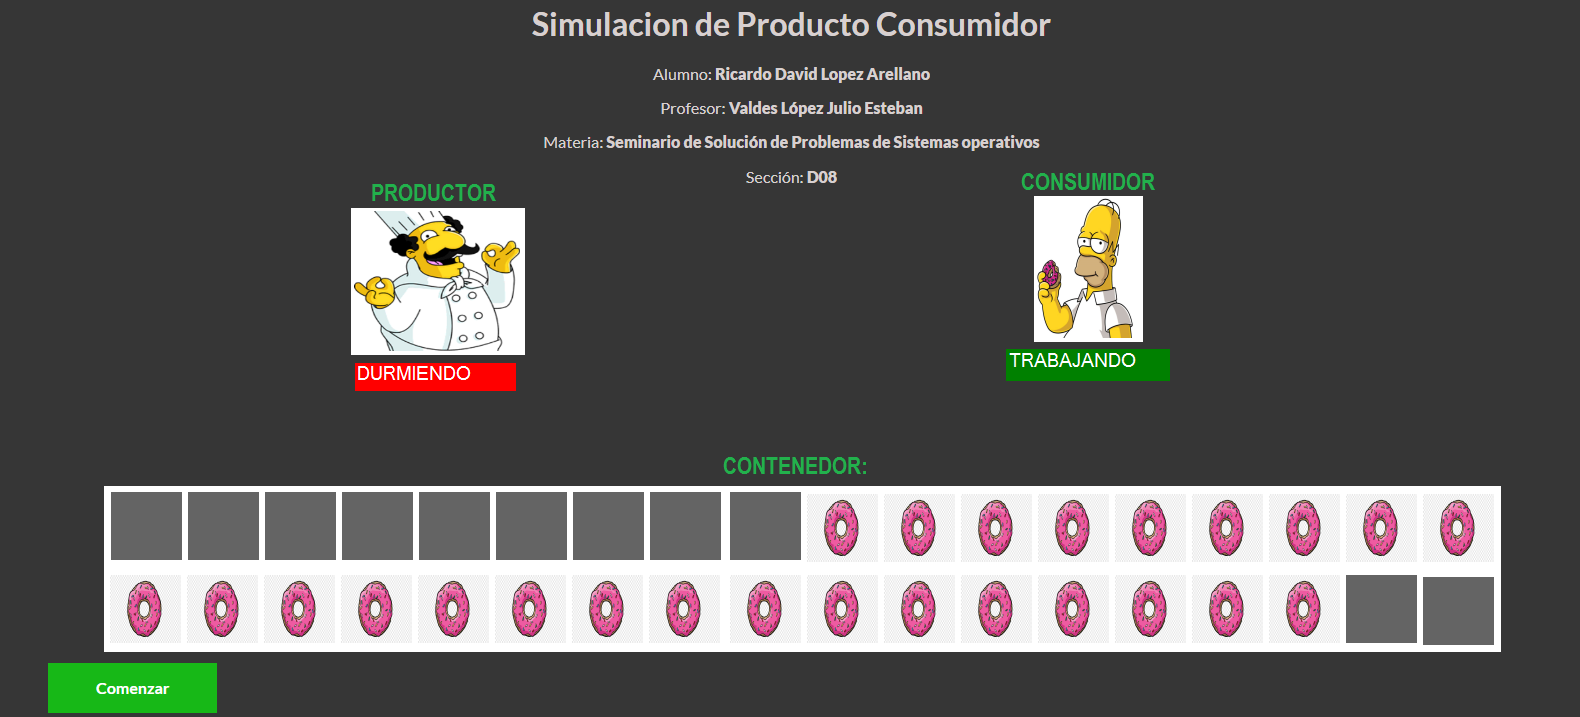 Simulacion de Producto Consumidor
Alumno: Ricardo David Lopez Arellano
Profesor: Valdes López Julio Esteban
Materia: Seminario de Solución de Problemas de Sistemas operativos
Sección: D08
PRODUCTOR
CONSUMIDOR
DURMIENDO
TRABAJANDO
CONTENEDOR:
Comenzar